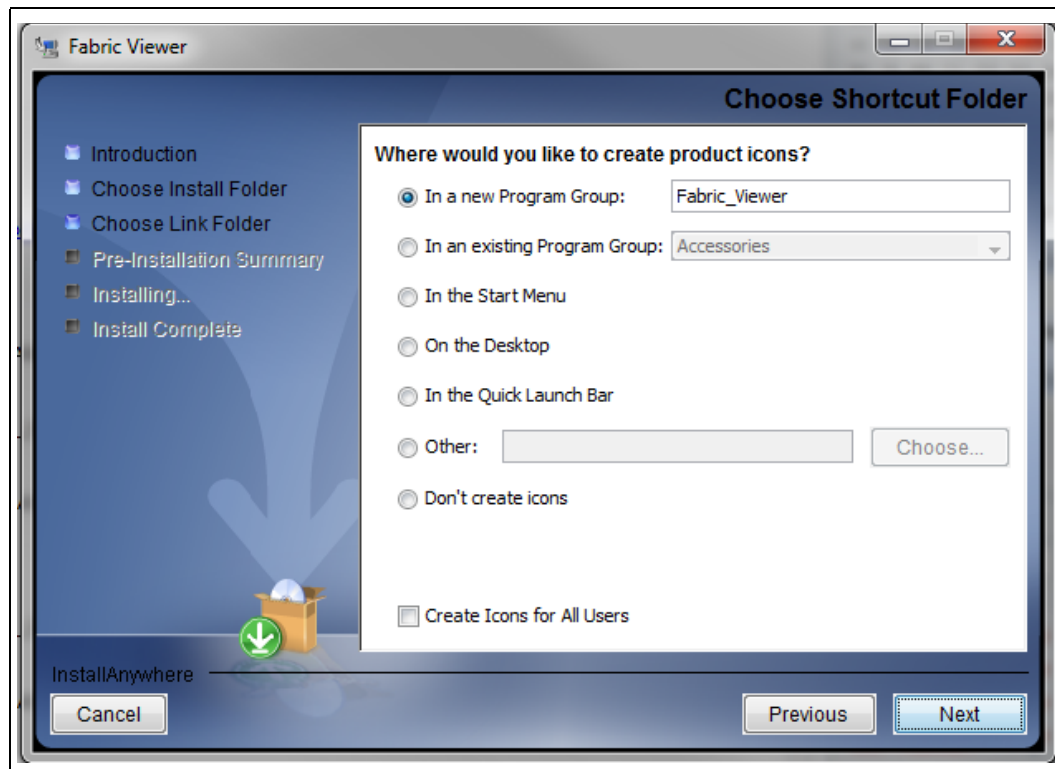 Fabric Viewer
Choose Shortcut Folder
Introduction
Choose Install Folder
Choose Link Folder
Pre-Installation Summary
Installing...
Install Complete
Where would you like to create product icons?
In a new Program Group: Fabric_Viewer
In an existing Program Group: Accessories
In the Start Menu
On the Desktop
In the Quick Launch Bar
Other: Choose...
Don't create icons
Create Icons for All Users
InstallAnywhere
Cancel Previous Next